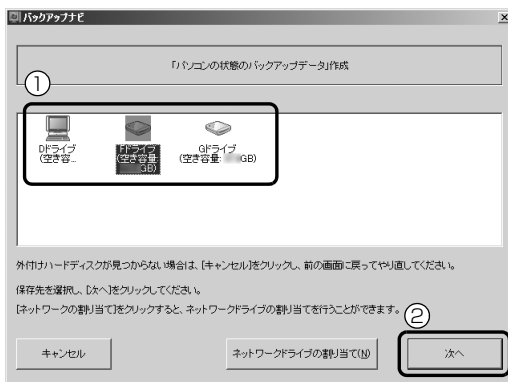 バックアップナビ
「パソコンの状態のバックアップデータ」作成
①
Dドライブ
(空き容...
Fドライブ
(空き容量:
GB)
Gドライブ
(空き容量: GB)
外付けハードディスクが見つからない場合は、[キャンセル]をクリックし、前の画面に戻ってやり直してください。
保存先を選択し、[次へ]をクリックしてください。
[ネットワークの割り当て]をクリックすると、ネットワークドライブの割り当てを行うことができます。
②
キャンセル
ネットワークドライブの割り当て(N)
次へ